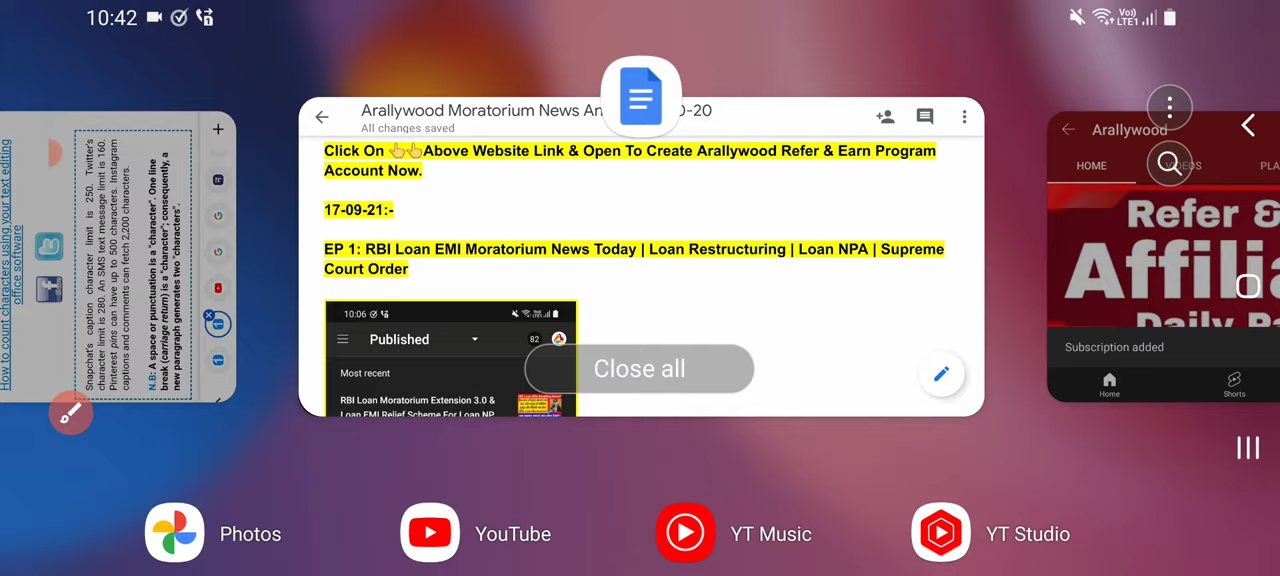 10:42
Vo))
LTE1
How to count characters using your text editing
office software
Snapchat's caption character limit is 250. Twitter's
character limit is 280. An SMS text message limit is 160.
Pinterest pins can have up to 500 characters. Instagram
captions and comments can fetch 2,200 characters.
N.B: A space or punctuation is a "character". One line
break (carriage return) is a "character"; consequently, a
new paragraph generates two "characters".
Arallywood Moratorium News An 0-20
All changes saved
Click On 👆👆Above Website Link & Open To Create Arallywood Refer & Earn Program
Account Now.
17-09-21:-
EP 1: RBI Loan EMI Moratorium News Today | Loan Restructuring | Loan NPA | Supreme
Court Order
10:06
Published
82
Most recent
RBI Loan Moratorium Extension 3.0 &
Loan EMI Relief Scheme For Loan NP
Close all
Arallywood
HOME
VIDEOS
PLA
Refer &
Affilia
Daily Pa
Subscription added
Home
Shorts
Photos
YouTube
YT Music
YT Studio